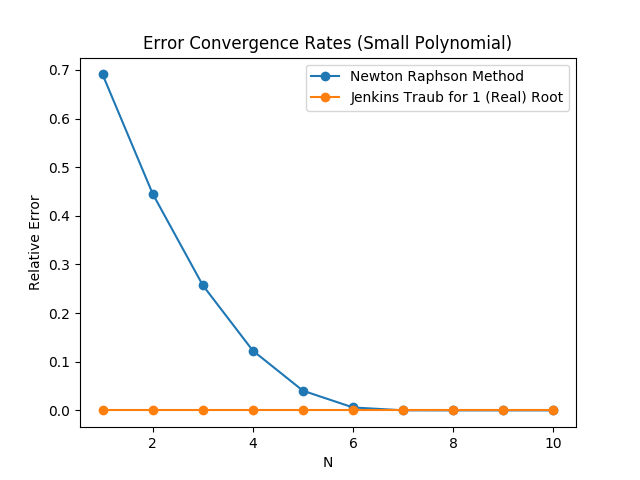 Error Convergence Rates (Small Polynomial)
Newton Raphson Method
Jenkins Traub for 1 (Real) Root
Relative Error
0.7
0.6
0.5
0.4
0.3
0.2
0.1
0.0
2
4
6
8
10
N